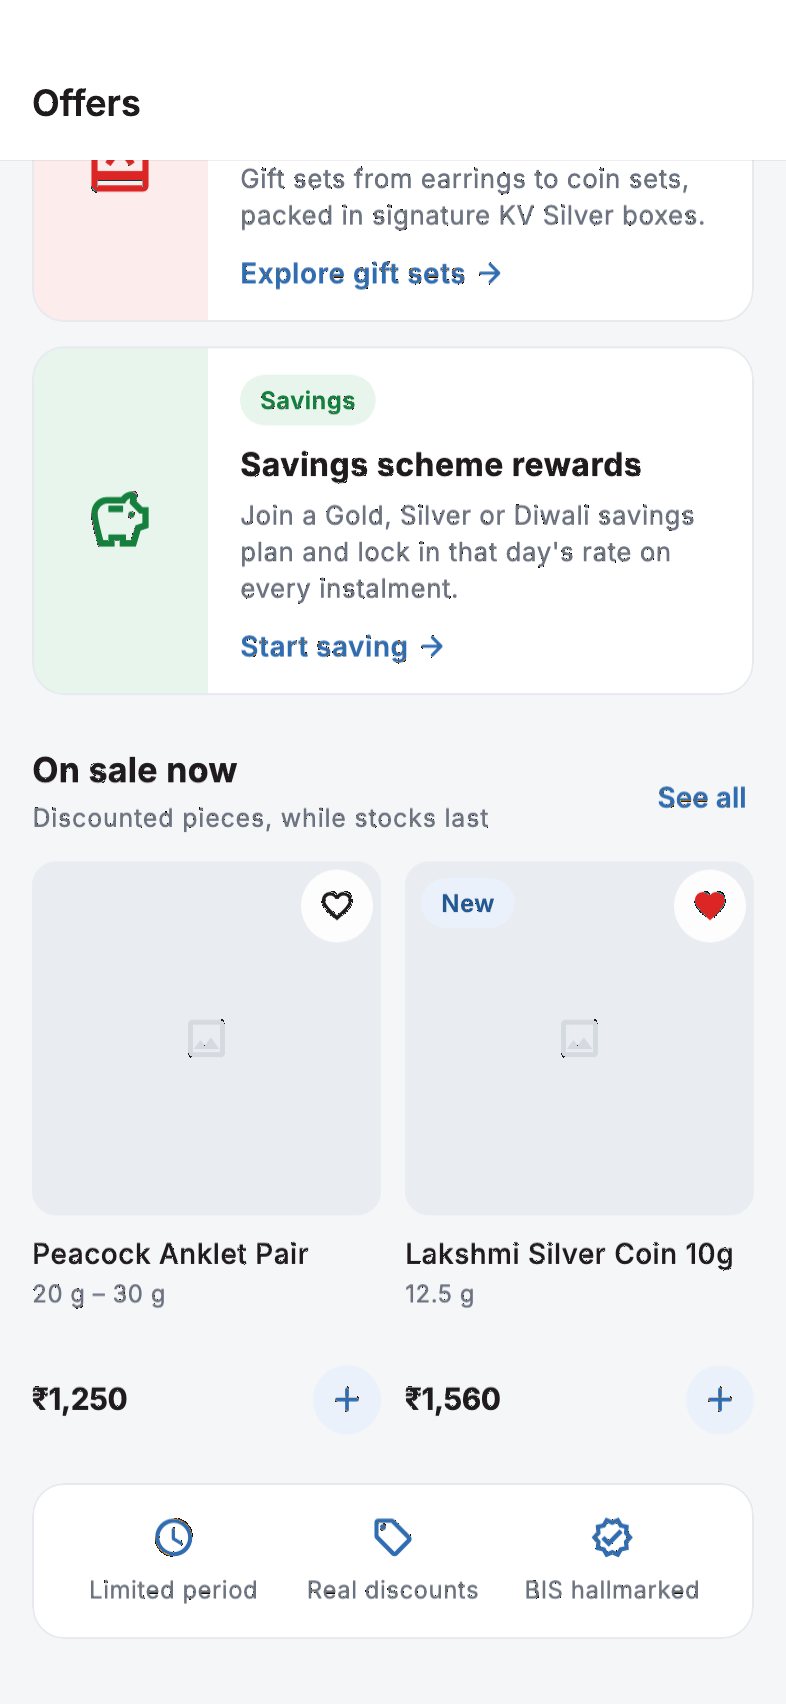 Offers
Gift sets from earrings to coin sets,
packed in signature KV Silver boxes.
Explore gift sets →
Savings
Savings scheme rewards
Join a Gold, Silver or Diwali savings
plan and lock in that day's rate on
every instalment.
Start saving →
On sale now
See all
Discounted pieces, while stocks last
New
Peacock Anklet Pair
20 g – 30 g
Lakshmi Silver Coin 10g
12.5 g
₹1,250
₹1,560
Limited period
Real discounts
BIS hallmarked